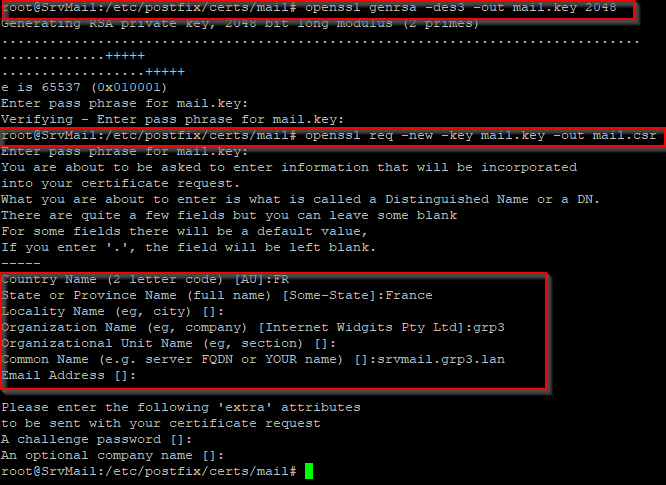 root@SrvMail:/etc/postfix/certs/mail# openssl genrsa -des3 -out mail.key 2048
Generating RSA private key, 2048 bit long modulus (2 primes)
....................................................................................
.............+++++
..................+++++
e is 65537 (0x010001)
Enter pass phrase for mail.key:
Verifying - Enter pass phrase for mail.key:
root@SrvMail:/etc/postfix/certs/mail# openssl req -new -key mail.key -out mail.csr
Enter pass phrase for mail.key:
You are about to be asked to enter information that will be incorporated
into your certificate request.
What you are about to enter is what is called a Distinguished Name or a DN.
There are quite a few fields but you can leave some blank
For some fields there will be a default value,
If you enter '.', the field will be left blank.
-----
Country Name (2 letter code) [AU]:FR
State or Province Name (full name) [Some-State]:France
Locality Name (eg, city) []:
Organization Name (eg, company) [Internet Widgits Pty Ltd]:grp3
Organizational Unit Name (eg, section) []:
Common Name (e.g. server FQDN or YOUR name) []:srvmail.grp3.lan
Email Address []:
Please enter the following 'extra' attributes
to be sent with your certificate request
A challenge password []:
An optional company name []:
root@SrvMail:/etc/postfix/certs/mail#